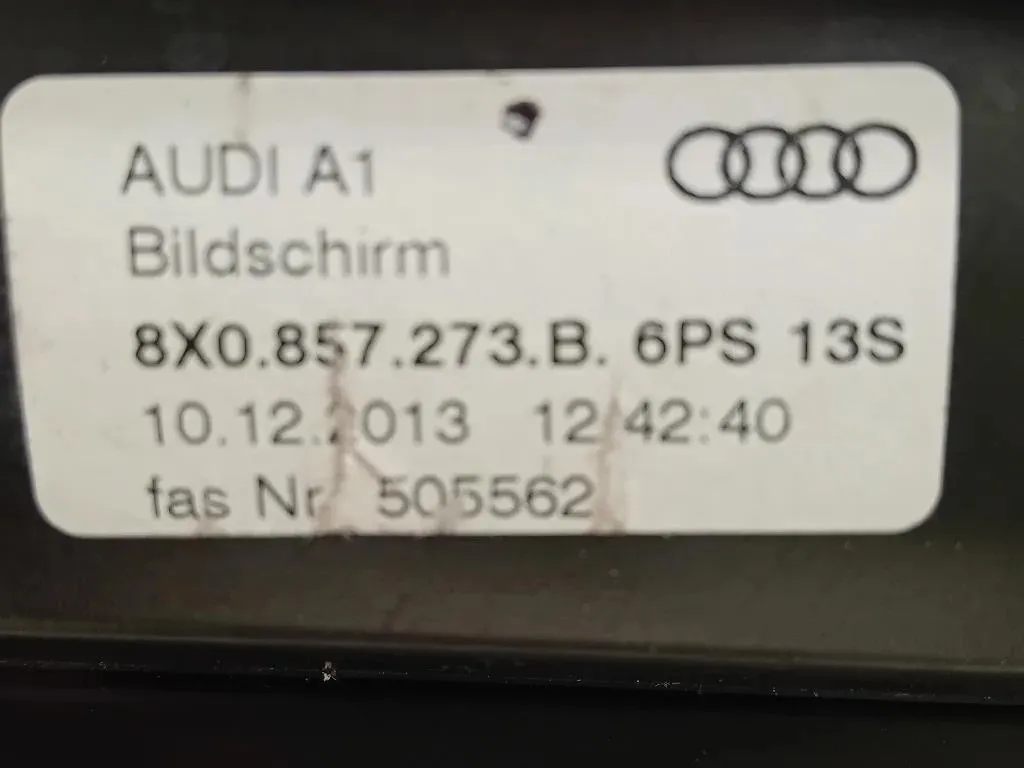 AUDI A1
Bildschirm
8X0.857.273.B. 6PS 13S
10.12.2013 12 42:40
fas Nr 505562